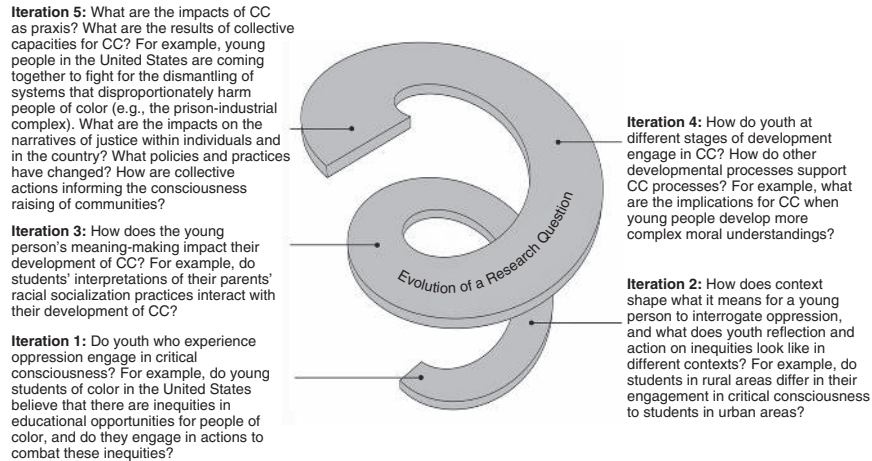 Iteration 5: What are the impacts of CC
as praxis? What are the results of collective
capacities for CC? For example, young
people in the United States are coming
together to fight for the dismantling of
systems that disproportionately harm
people of color (e.g., the prison-industrial
complex). What are the impacts on the
narratives of justice within individuals and
in the country? What policies and practices
have changed? How are collective
actions informing the consciousness
raising of communities?
Iteration 4: How do youth at
different stages of development
engage in CC? How do other
developmental processes support
CC processes? For example, what
are the implications for CC when
young people develop more
complex moral understandings?
Iteration 3: How does the young
person's meaning-making impact their
development of CC? For example, do
students' interpretations of their parents'
racial socialization practices interact with
their development of CC?
Evolution of a Research Question
Iteration 2: How does context
shape what it means for a young
person to interrogate oppression,
and what does youth reflection and
action on inequities look like in
different contexts? For example, do
students in rural areas differ in their
engagement in critical consciousness
to students in urban areas?
Iteration 1: Do youth who experience
oppression engage in critical
consciousness? For example, do young
students of color in the United States
believe that there are inequities in
educational opportunities for people of
color, and do they engage in actions to
combat these inequities?